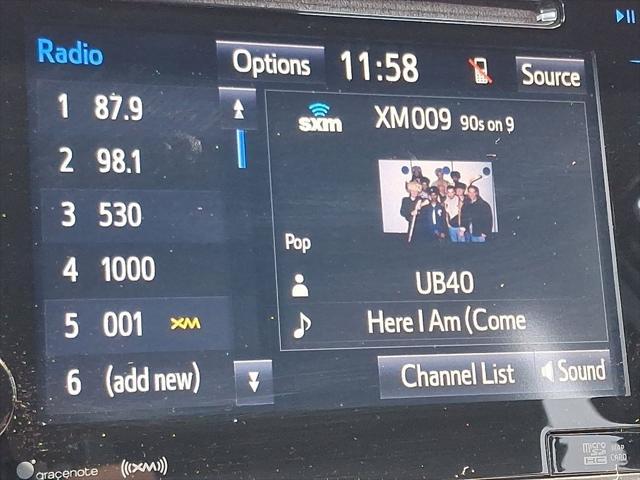 Radio
Options
11:58
Source
1 87.9
2 98.1
3 530
4 1000
5 001 XM
6 (add new)
sxm
XM009 90s on 9
Pop
UB40
Here I Am (Come
Channel List
Sound
gracenote
((XM))
micro SD HC
MAP CARD